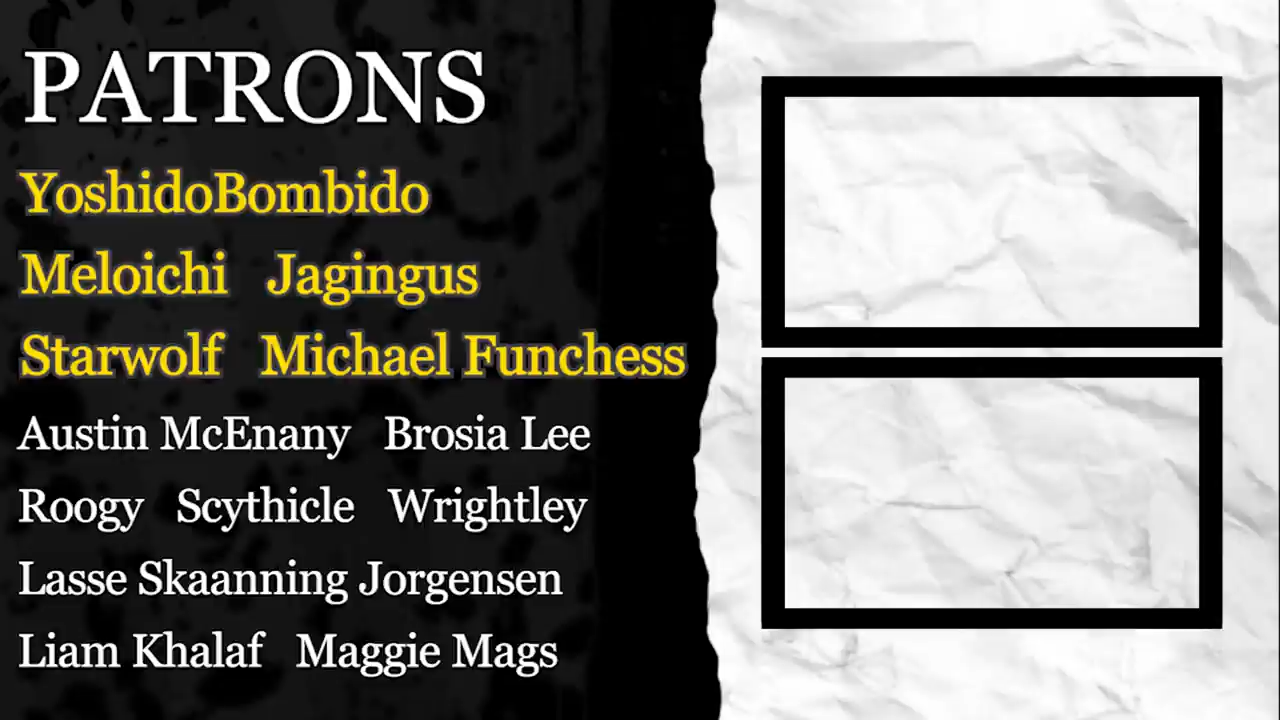 PATRONS
YoshidoBombido
Meloichi Jagingus
Starwolf Michael Funchess
Austin McEnany Brosia Lee
Roogy Scythicle Wrightley
Lasse Skaanning Jorgensen
Liam Khalaf Maggie Mags